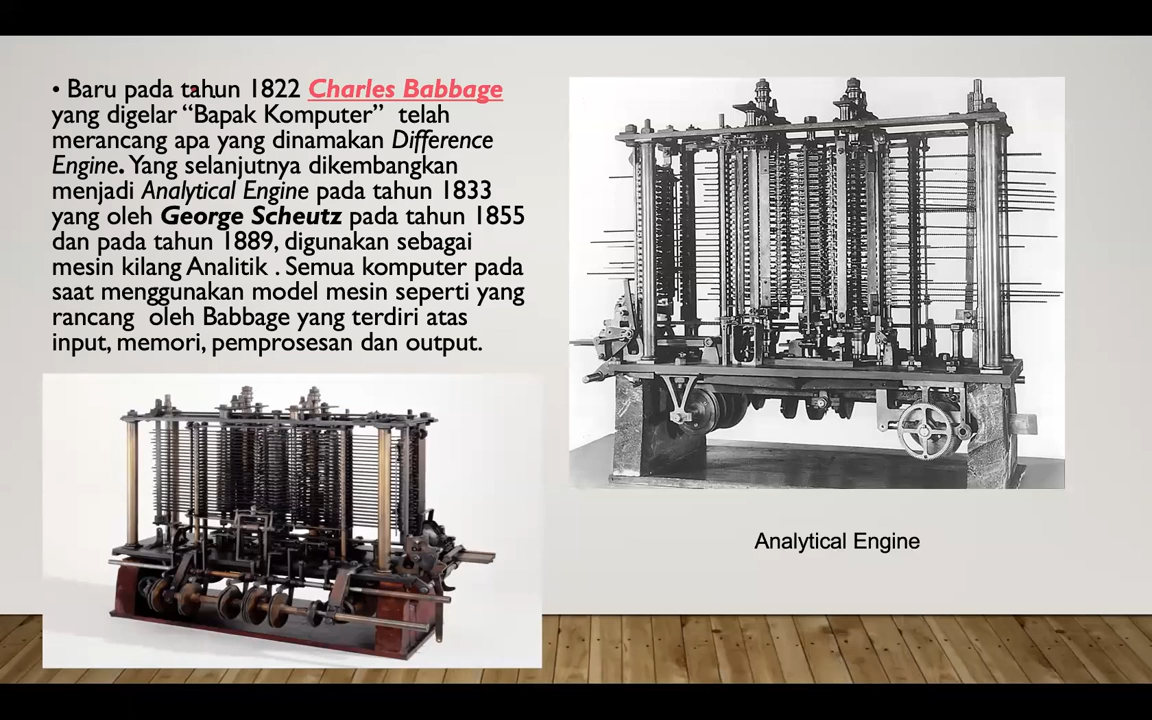 • Baru pada tahun 1822 Charles Babbage
yang digelar “Bapak Komputer” telah
merancang apa yang dinamakan Difference
Engine. Yang selanjutnya dikembangkan
menjadi Analytical Engine pada tahun 1833
yang oleh George Scheutz pada tahun 1855
dan pada tahun 1889, digunakan sebagai
mesin kilang Analitik . Semua komputer pada
saat menggunakan model mesin seperti yang
rancang oleh Babbage yang terdiri atas
input, memori, pemprosesan dan output.
Analytical Engine